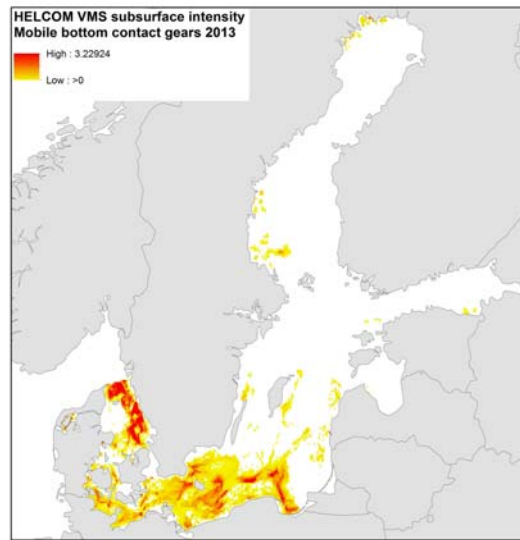 HELCOM VMS subsurface intensity
Mobile bottom contact gears 2013
High : 3.22924
Low : >0